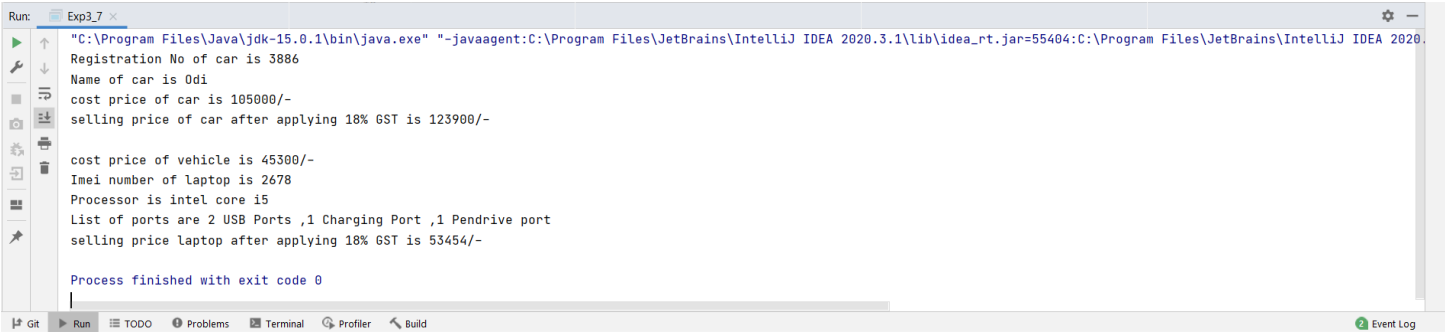 Run: Exp3_7
"C:\Program Files\Java\jdk-15.0.1\bin\java.exe" "-javaagent:C:\Program Files\JetBrains\IntelliJ IDEA 2020.3.1\lib\idea_rt.jar=55404:C:\Program Files\JetBrains\IntelliJ IDEA 2020.
Registration No of car is 3886
Name of car is Odi
cost price of car is 105000/-
selling price of car after applying 18% GST is 123900/-
cost price of vehicle is 45300/-
Imei number of laptop is 2678
Processor is intel core i5
List of ports are 2 USB Ports ,1 Charging Port ,1 Pendrive port
selling price laptop after applying 18% GST is 53454/-
Process finished with exit code 0
Git Run TODO Problems Terminal Profiler Build 2 Event Log